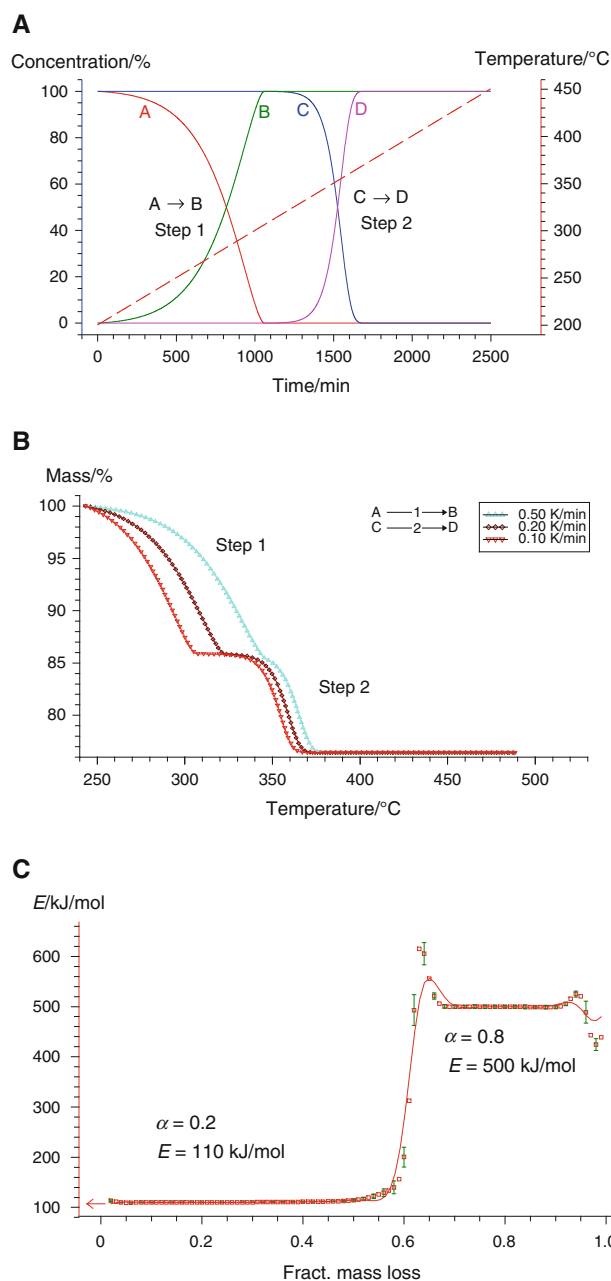 A
Concentration/%
Temperature/°C
100
80
60
40
20
0
450
400
350
300
250
200
A
B
C
D
A → B
Step 1
C → D
Step 2
0 500 1000 1500 2000 2500
Time/min
B
Mass/%
100
95
90
85
80
A 1 B
C 2 D
0.50 K/min
0.20 K/min
0.10 K/min
Step 1
Step 2
250 300 350 400 450 500
Temperature/°C
C
E/kJ/mol
600
500
400
300
200
100
α = 0.2
E = 110 kJ/mol
α = 0.8
E = 500 kJ/mol
0 0.2 0.4 0.6 0.8 1.0
Fract. mass loss